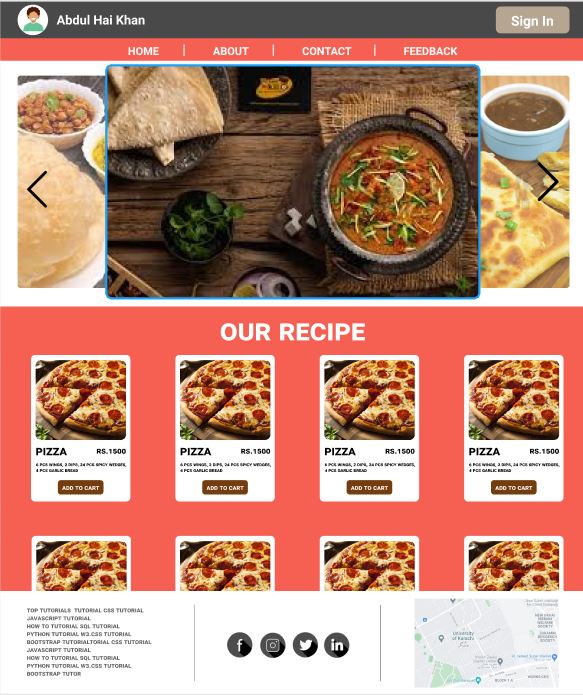 Abdul Hai Khan
Sign In
HOME | ABOUT | CONTACT | FEEDBACK
OUR RECIPE
PIZZA RS.1500
6 PCS WINGS, 2 DIPS, 24 PCS SPICY WEDGES,
4 PCS GARLIC BREAD
ADD TO CART
PIZZA RS.1500
6 PCS WINGS, 2 DIPS, 24 PCS SPICY WEDGES,
4 PCS GARLIC BREAD
ADD TO CART
PIZZA RS.1500
6 PCS WINGS, 2 DIPS, 24 PCS SPICY WEDGES,
4 PCS GARLIC BREAD
ADD TO CART
PIZZA RS.1500
6 PCS WINGS, 2 DIPS, 24 PCS SPICY WEDGES,
4 PCS GARLIC BREAD
ADD TO CART
TOP TUTORIALS TUTORIAL CSS TUTORIAL
JAVASCRIPT TUTORIAL
HOW TO TUTORIAL SQL TUTORIAL
PYTHON TUTORIAL W3.CSS TUTORIAL
BOOTSTRAP TUTORIALTORIAL CSS TUTORIAL
JAVASCRIPT TUTORIAL
HOW TO TUTORIAL SQL TUTORIAL
PYTHON TUTORIAL W3.CSS TUTORIAL
BOOTSTRAP TUTOR
University
of Karachi
BLOCK 1 A